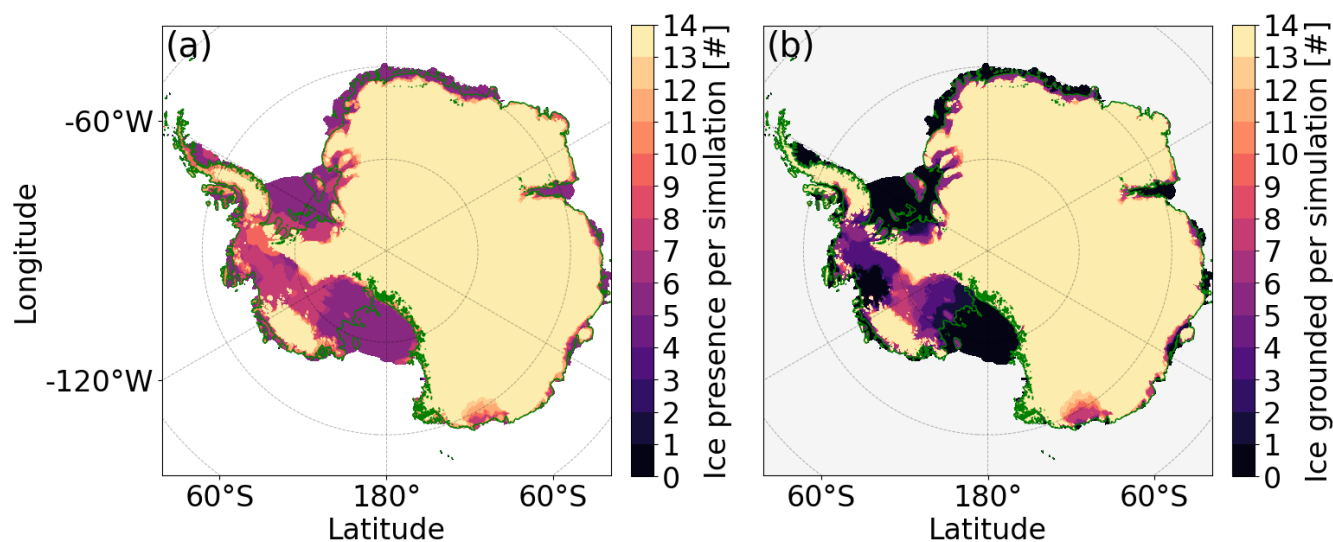 (a)
-60°W
-120°W
Longitude
60°S
180°
60°S
Latitude
14
13
12
11
10
9
8
7
6
5
4
3
2
1
0
Ice presence per simulation [#]
(b)
60°S
180°
60°S
Latitude
14
13
12
11
10
9
8
7
6
5
4
3
2
1
0
Ice grounded per simulation [#]